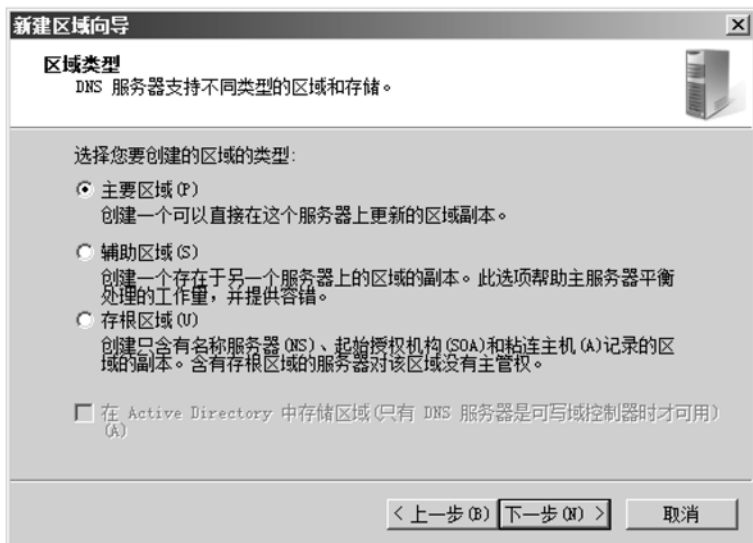 新建区域向导
区域类型
DNS 服务器支持不同类型的区域和存储。
选择您要创建的区域的类型:
主要区域(P)
创建一个可以直接在这个服务器上更新的区域副本。
辅助区域(S)
创建一个存在于另一个服务器上的区域的副本。此选项帮助主服务器平衡
处理的工作量，并提供容错。
存根区域(U)
创建只含有名称服务器(NS)、起始授权机构(SOA)和粘连主机(A)记录的区
域的副本。含有存根区域的服务器对该区域没有主管权。
在 Active Directory 中存储区域(只有 DNS 服务器是可写域控制器时才可用)
(A)
< 上一步(B) 下一步(N) > 取消